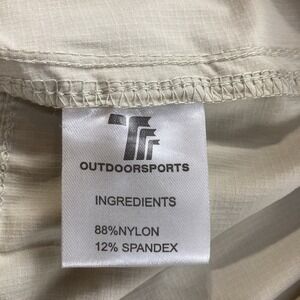 OUTDOORSPORTS
INGREDIENTS
88%NYLON
12% SPANDEX